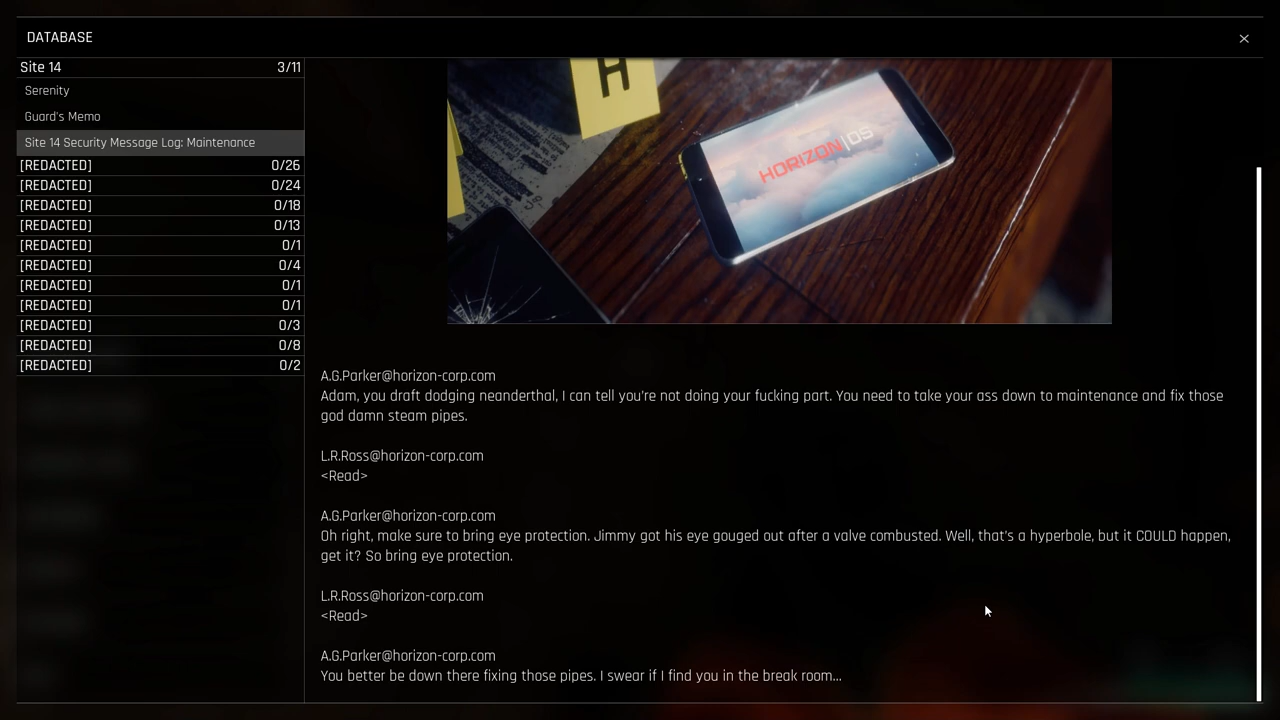 DATABASE
×
Site 14 3/11
Serenity
Guard's Memo
Site 14 Security Message Log: Maintenance
[REDACTED] 0/26
[REDACTED] 0/24
[REDACTED] 0/18
[REDACTED] 0/13
[REDACTED] 0/1
[REDACTED] 0/4
[REDACTED] 0/1
[REDACTED] 0/1
[REDACTED] 0/3
[REDACTED] 0/8
[REDACTED] 0/2
H
HORIZON|OS
A.G.Parker@horizon-corp.com
Adam, you draft dodging neanderthal, I can tell you're not doing your fucking part. You need to take your ass down to maintenance and fix those
god damn steam pipes.
L.R.Ross@horizon-corp.com
<Read>
A.G.Parker@horizon-corp.com
Oh right, make sure to bring eye protection. Jimmy got his eye gouged out after a valve combusted. Well, that's a hyperbole, but it COULD happen,
get it? So bring eye protection.
L.R.Ross@horizon-corp.com
<Read>
A.G.Parker@horizon-corp.com
You better be down there fixing those pipes. I swear if I find you in the break room...